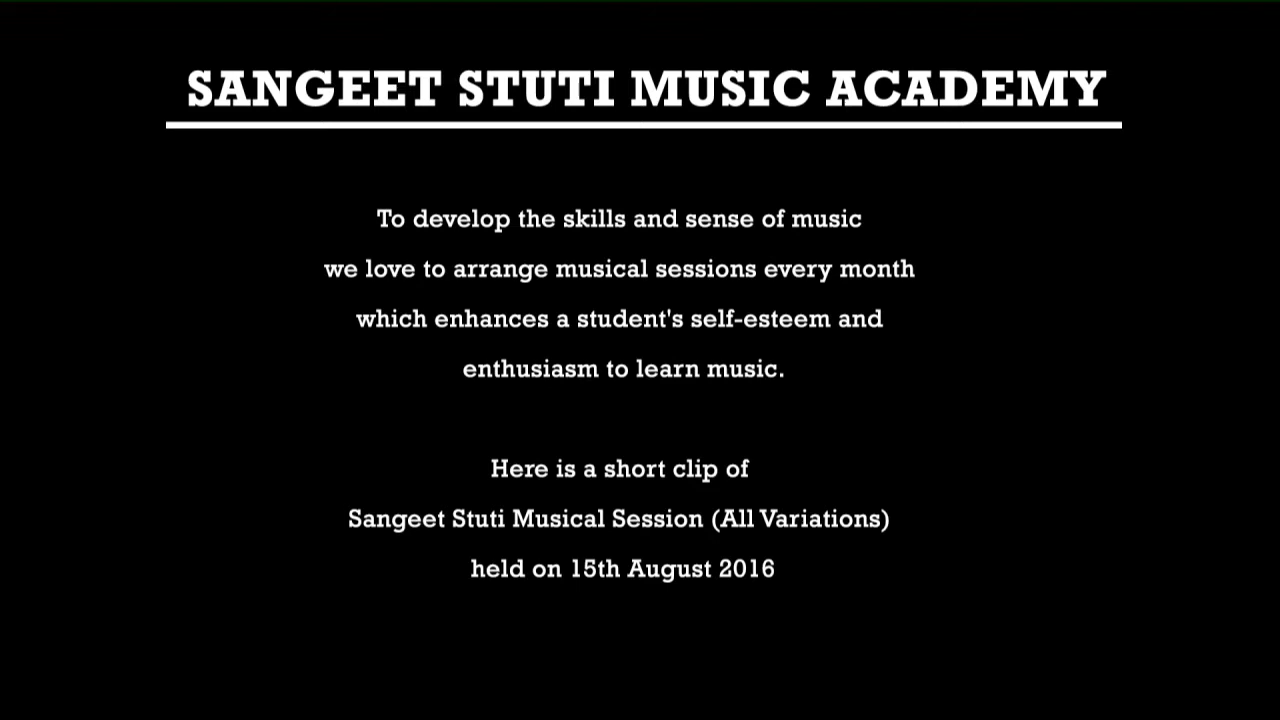 SANGEET STUTI MUSIC ACADEMY
To develop the skills and sense of music
we love to arrange musical sessions every month
which enhances a student's self-esteem and
enthusiasm to learn music.
Here is a short clip of
Sangeet Stuti Musical Session (All Variations)
held on 15th August 2016